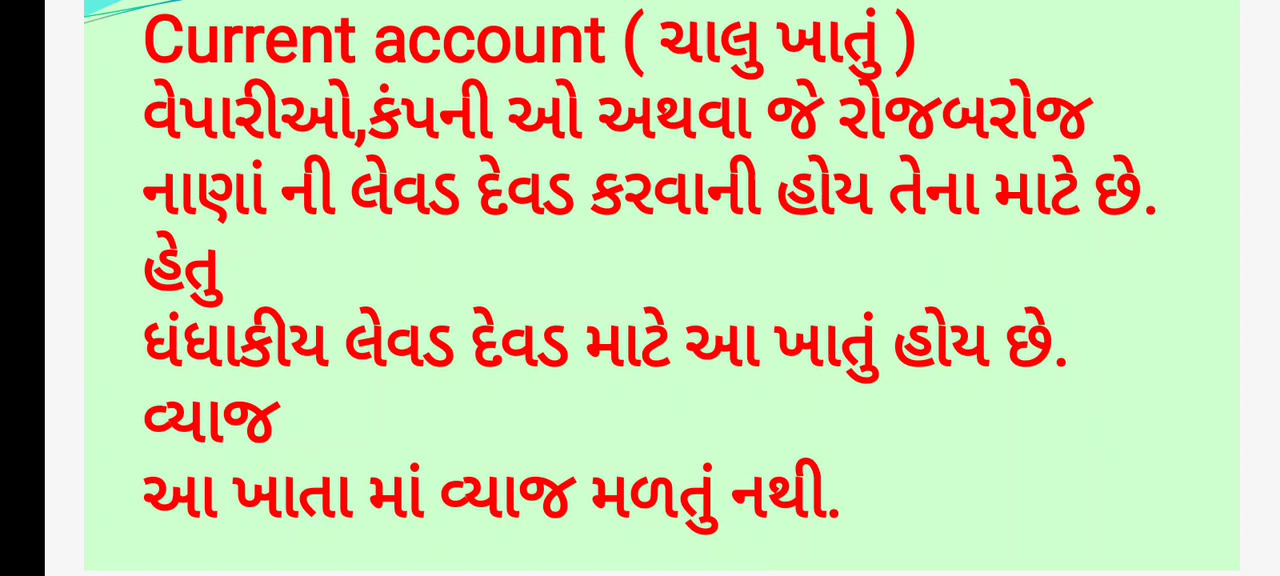 Current account ( ચાલુ ખાતું )
વેપારીઓ,કંપની ઓ અથવા જે રોજબરોજ
નાણાં ની લેવડ દેવડ કરવાની હોય તેના માટે છે.
હેતુ
ધંધાકીય લેવડ દેવડ માટે આ ખાતું હોય છે.
વ્યાજ
આ ખાતા માં વ્યાજ મળતું નથી.